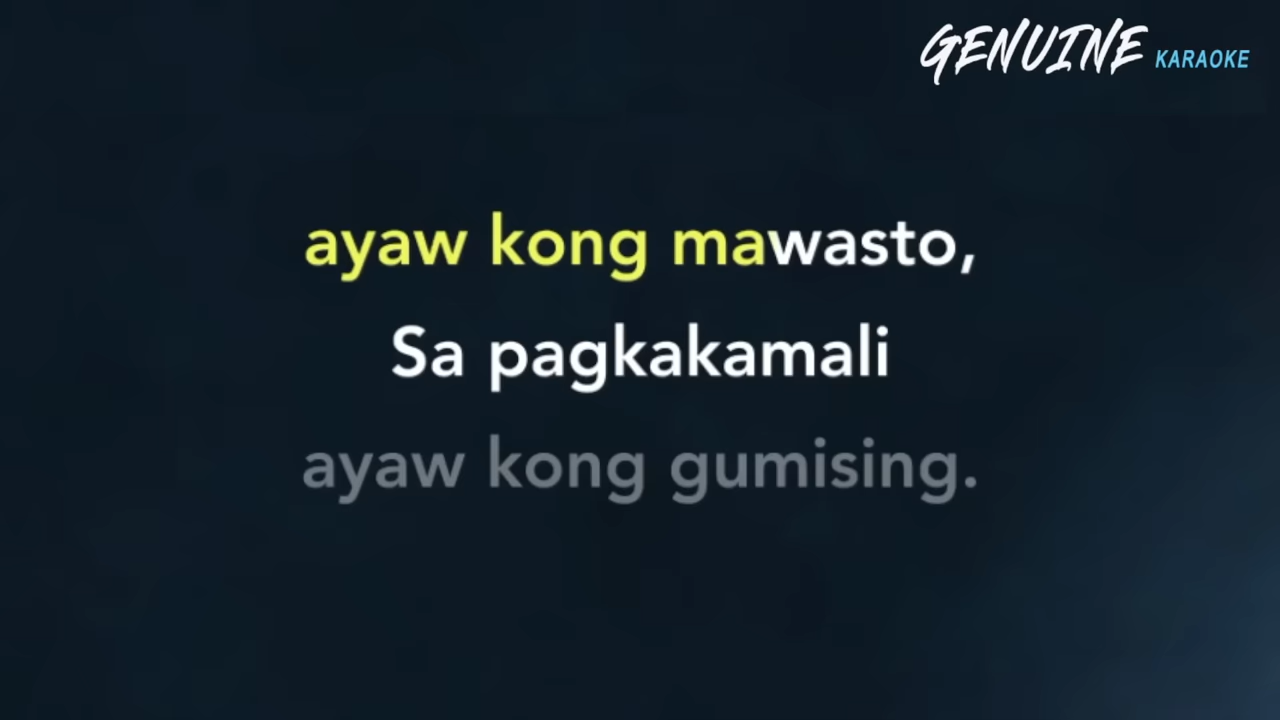 GENUINE KARAOKE
ayaw kong mawasto,
Sa pagkakamali
ayaw kong gumising.